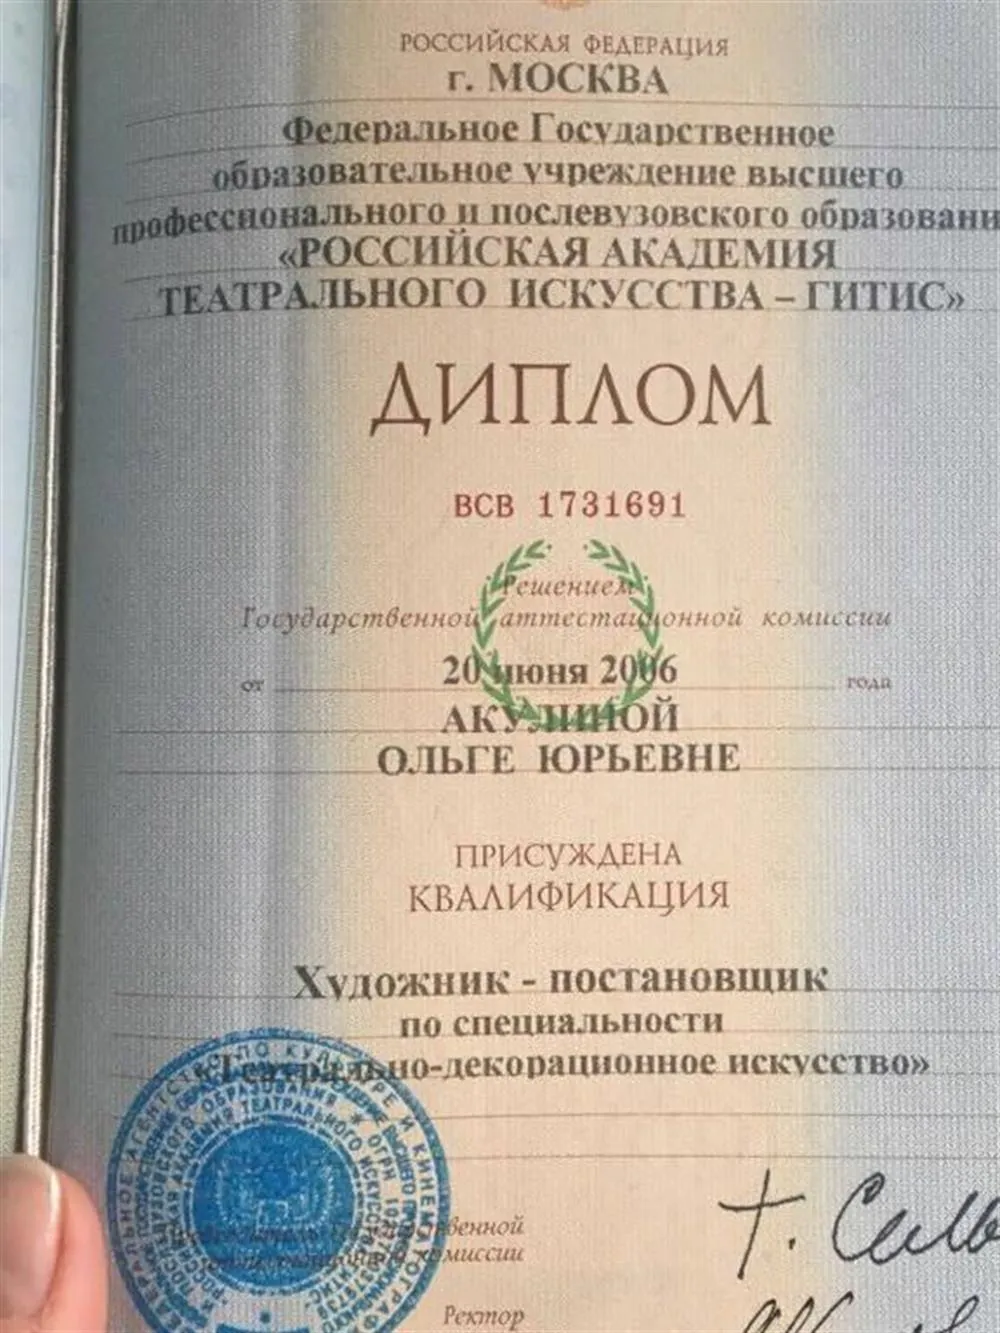 РОССИЙСКАЯ ФЕДЕРАЦИЯ
г. МОСКВА
Федеральное Государственное
образовательное учреждение высшего
профессионального и послевузовского образовани
«РОССИЙСКАЯ АКАДЕМИЯ
ТЕАТРАЛЬНОГО ИСКУССТВА – ГИТИС»
ДИПЛОМ
ВСВ 1731691
Решением
Государственной аттестационной комиссии
от 20 июня 2006 года
АКУЛИНОЙ
ОЛЬГЕ ЮРЬЕВНЕ
ПРИСУЖДЕНА
КВАЛИФИКАЦИЯ
Художник - постановщик
по специальности
«Театрально-декорационное искусство»
комиссии
Ректор